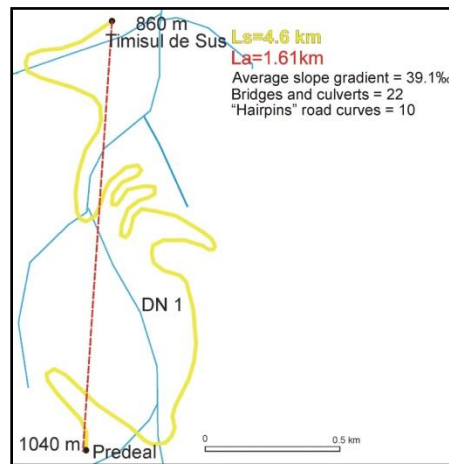 860 m
Timisul de Sus
Ls=4.6 km
La=1.61km
Average slope gradient = 39.1‰
Bridges and culverts = 22
“Hairpins” road curves = 10
DN 1
1040 m
Predeal
0
0.5 km